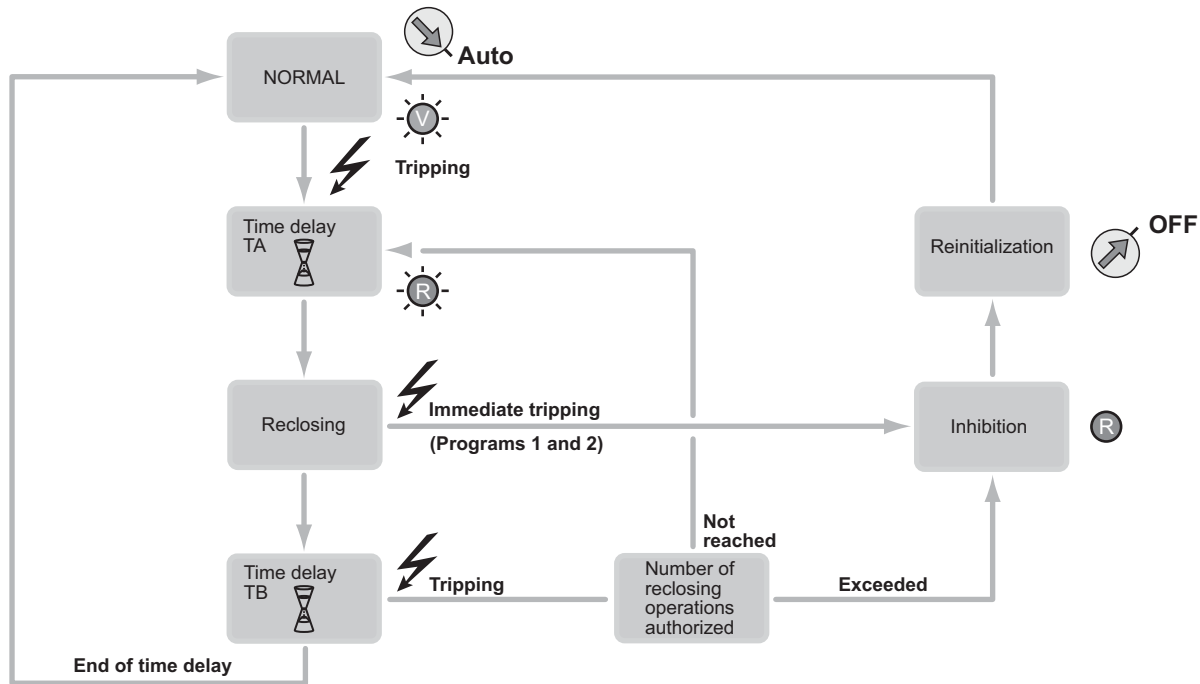 Auto
NORMAL
V
Tripping
Time delay
TA
R
OFF
Reinitialization
Reclosing
Immediate tripping
(Programs 1 and 2)
Inhibition
R
Not
reached
Time delay
TB
Tripping
Number of
reclosing
operations
authorized
Exceeded
End of time delay